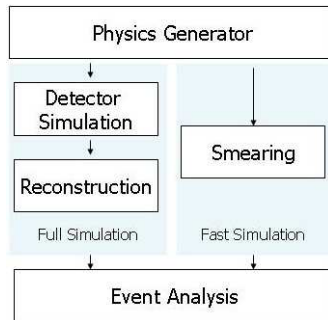 Physics Generator
Detector
Simulation
Reconstruction
Full Simulation
Smearing
Fast Simulation
Event Analysis